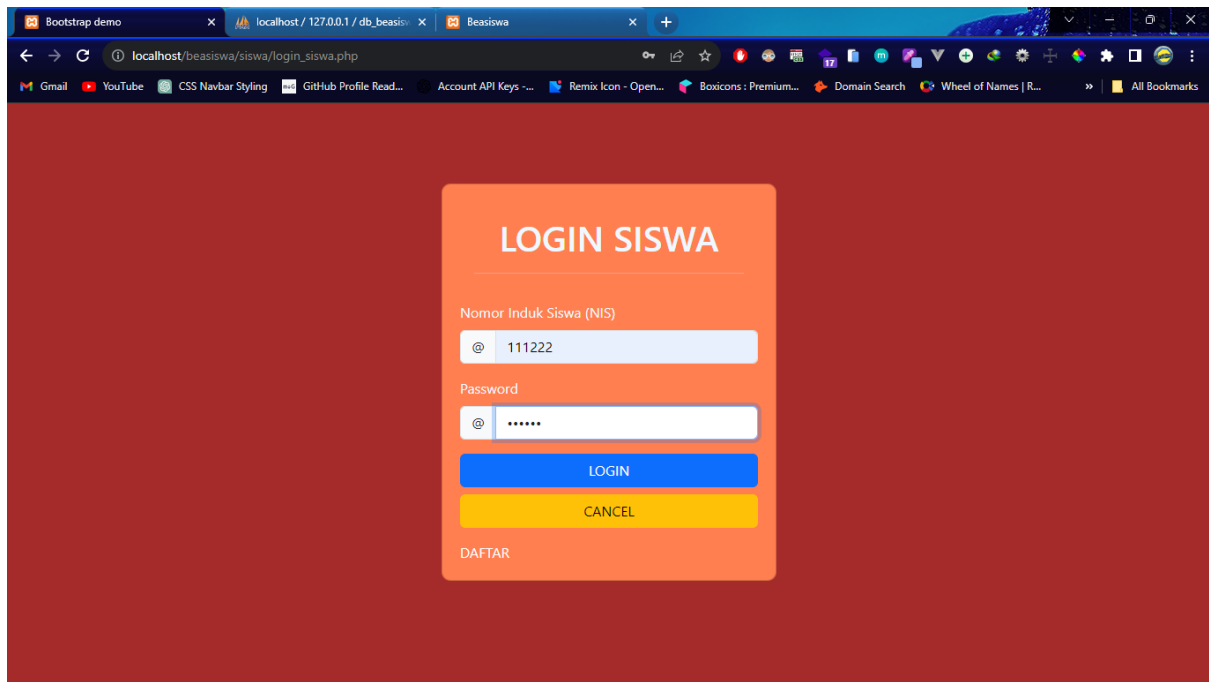 Bootstrap demo
localhost / 127.0.0.1 / db_beasisw
Beasiswa
localhost/beasiswa/siswa/login_siswa.php
17
Gmail
YouTube
CSS Navbar Styling
GitHub Profile Read...
Account API Keys -...
Remix Icon - Open...
Boxicons : Premium...
Domain Search
Wheel of Names | R...
»
All Bookmarks
LOGIN SISWA
Nomor Induk Siswa (NIS)
@ 111222
Password
@ ••••••
LOGIN
CANCEL
DAFTAR